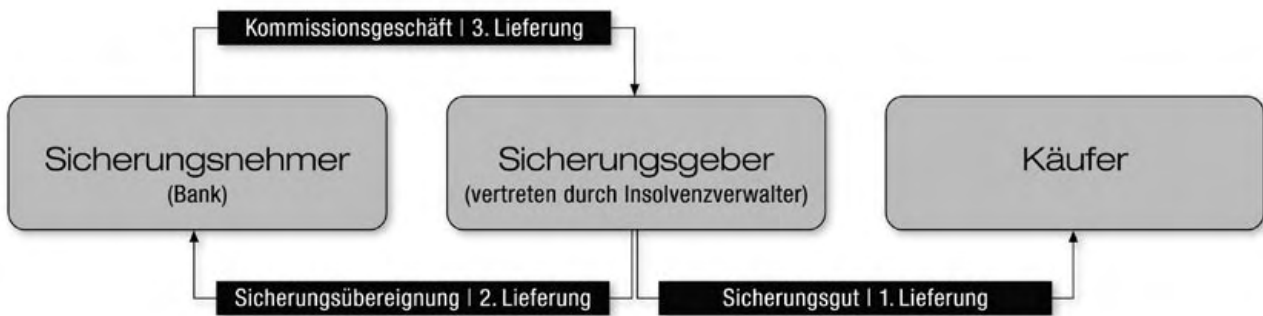 Kommissionsgeschäft | 3. Lieferung
Sicherungsnehmer
(Bank)
Sicherungsgeber
(vertreten durch Insolvenzverwalter)
Käufer
Sicherungsübereignung | 2. Lieferung
Sicherungsgut | 1. Lieferung